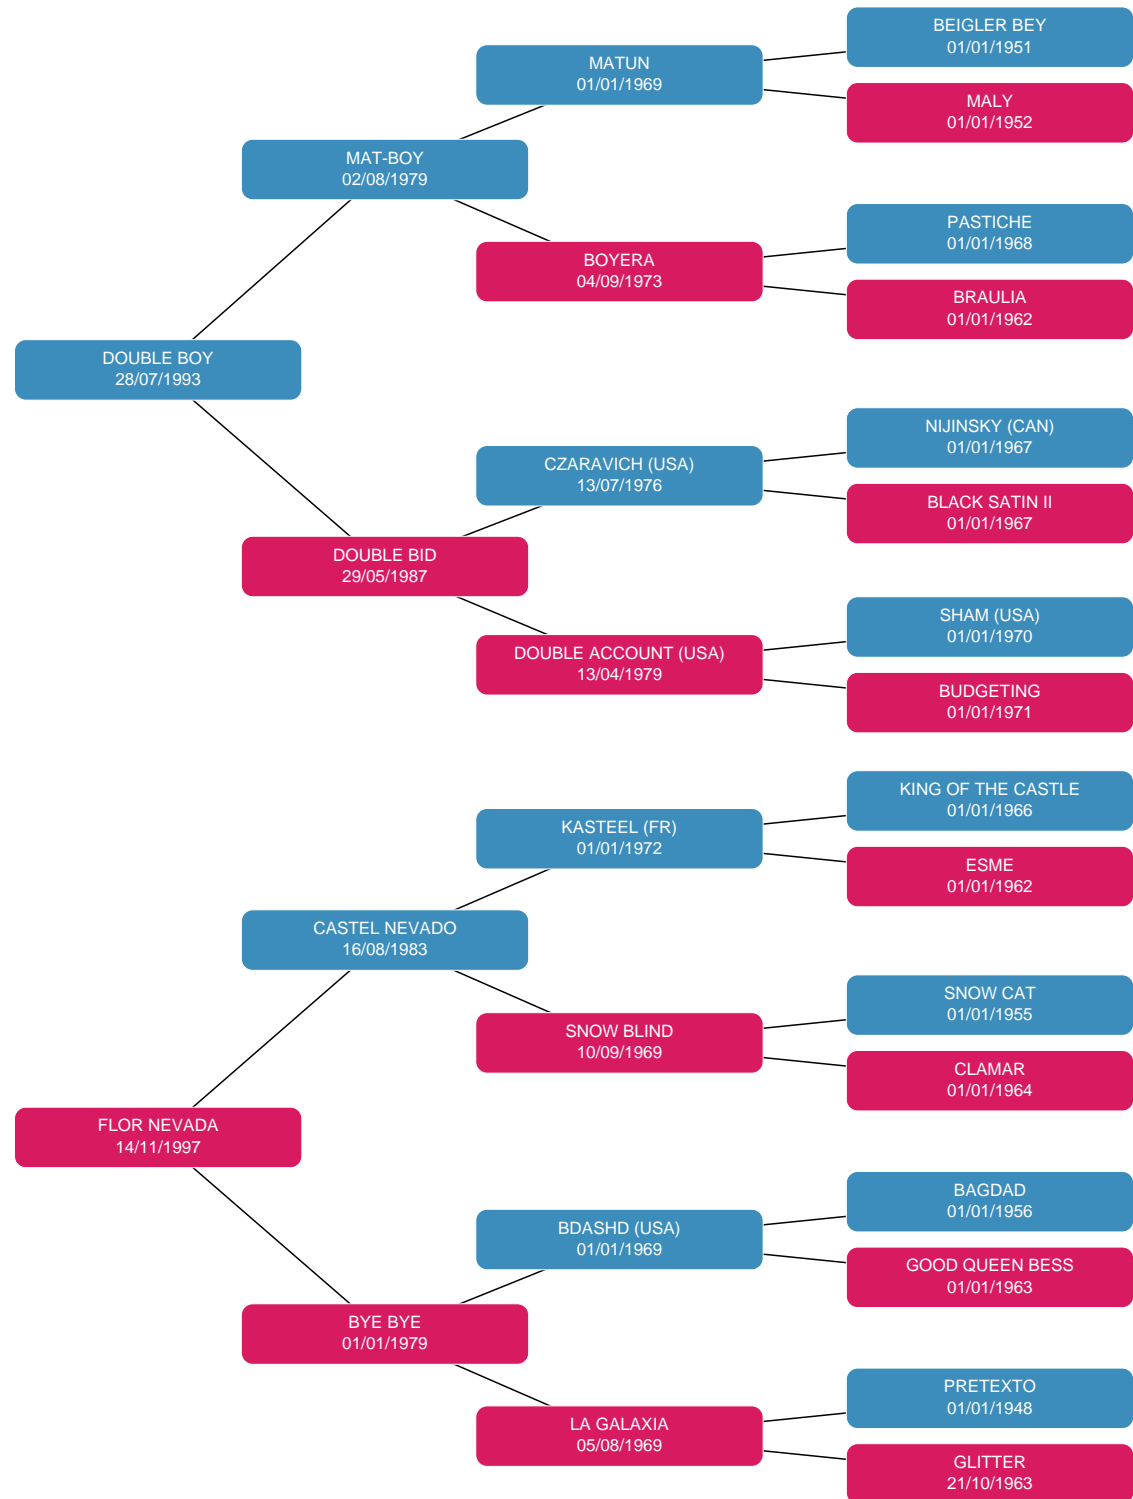 BEIGLER BEY
01/01/1951
MATUN
01/01/1969
MALY
01/01/1952
MAT-BOY
02/08/1979
PASTICHE
01/01/1968
BOYERA
04/09/1973
BRAULIA
01/01/1962
DOUBLE BOY
28/07/1993
NIJINSKY (CAN)
01/01/1967
CZARAVICH (USA)
13/07/1976
BLACK SATIN II
01/01/1967
DOUBLE BID
29/05/1987
SHAM (USA)
01/01/1970
DOUBLE ACCOUNT (USA)
13/04/1979
BUDGETING
01/01/1971
KING OF THE CASTLE
01/01/1966
KASTEEL (FR)
01/01/1972
ESME
01/01/1962
CASTEL NEVADO
16/08/1983
SNOW CAT
01/01/1955
SNOW BLIND
10/09/1969
CLAMAR
01/01/1964
FLOR NEVADA
14/11/1997
BAGDAD
01/01/1956
BDASHD (USA)
01/01/1969
GOOD QUEEN BESS
01/01/1963
BYE BYE
01/01/1979
PRETEXTO
01/01/1948
LA GALAXIA
05/08/1969
GLITTER
21/10/1963